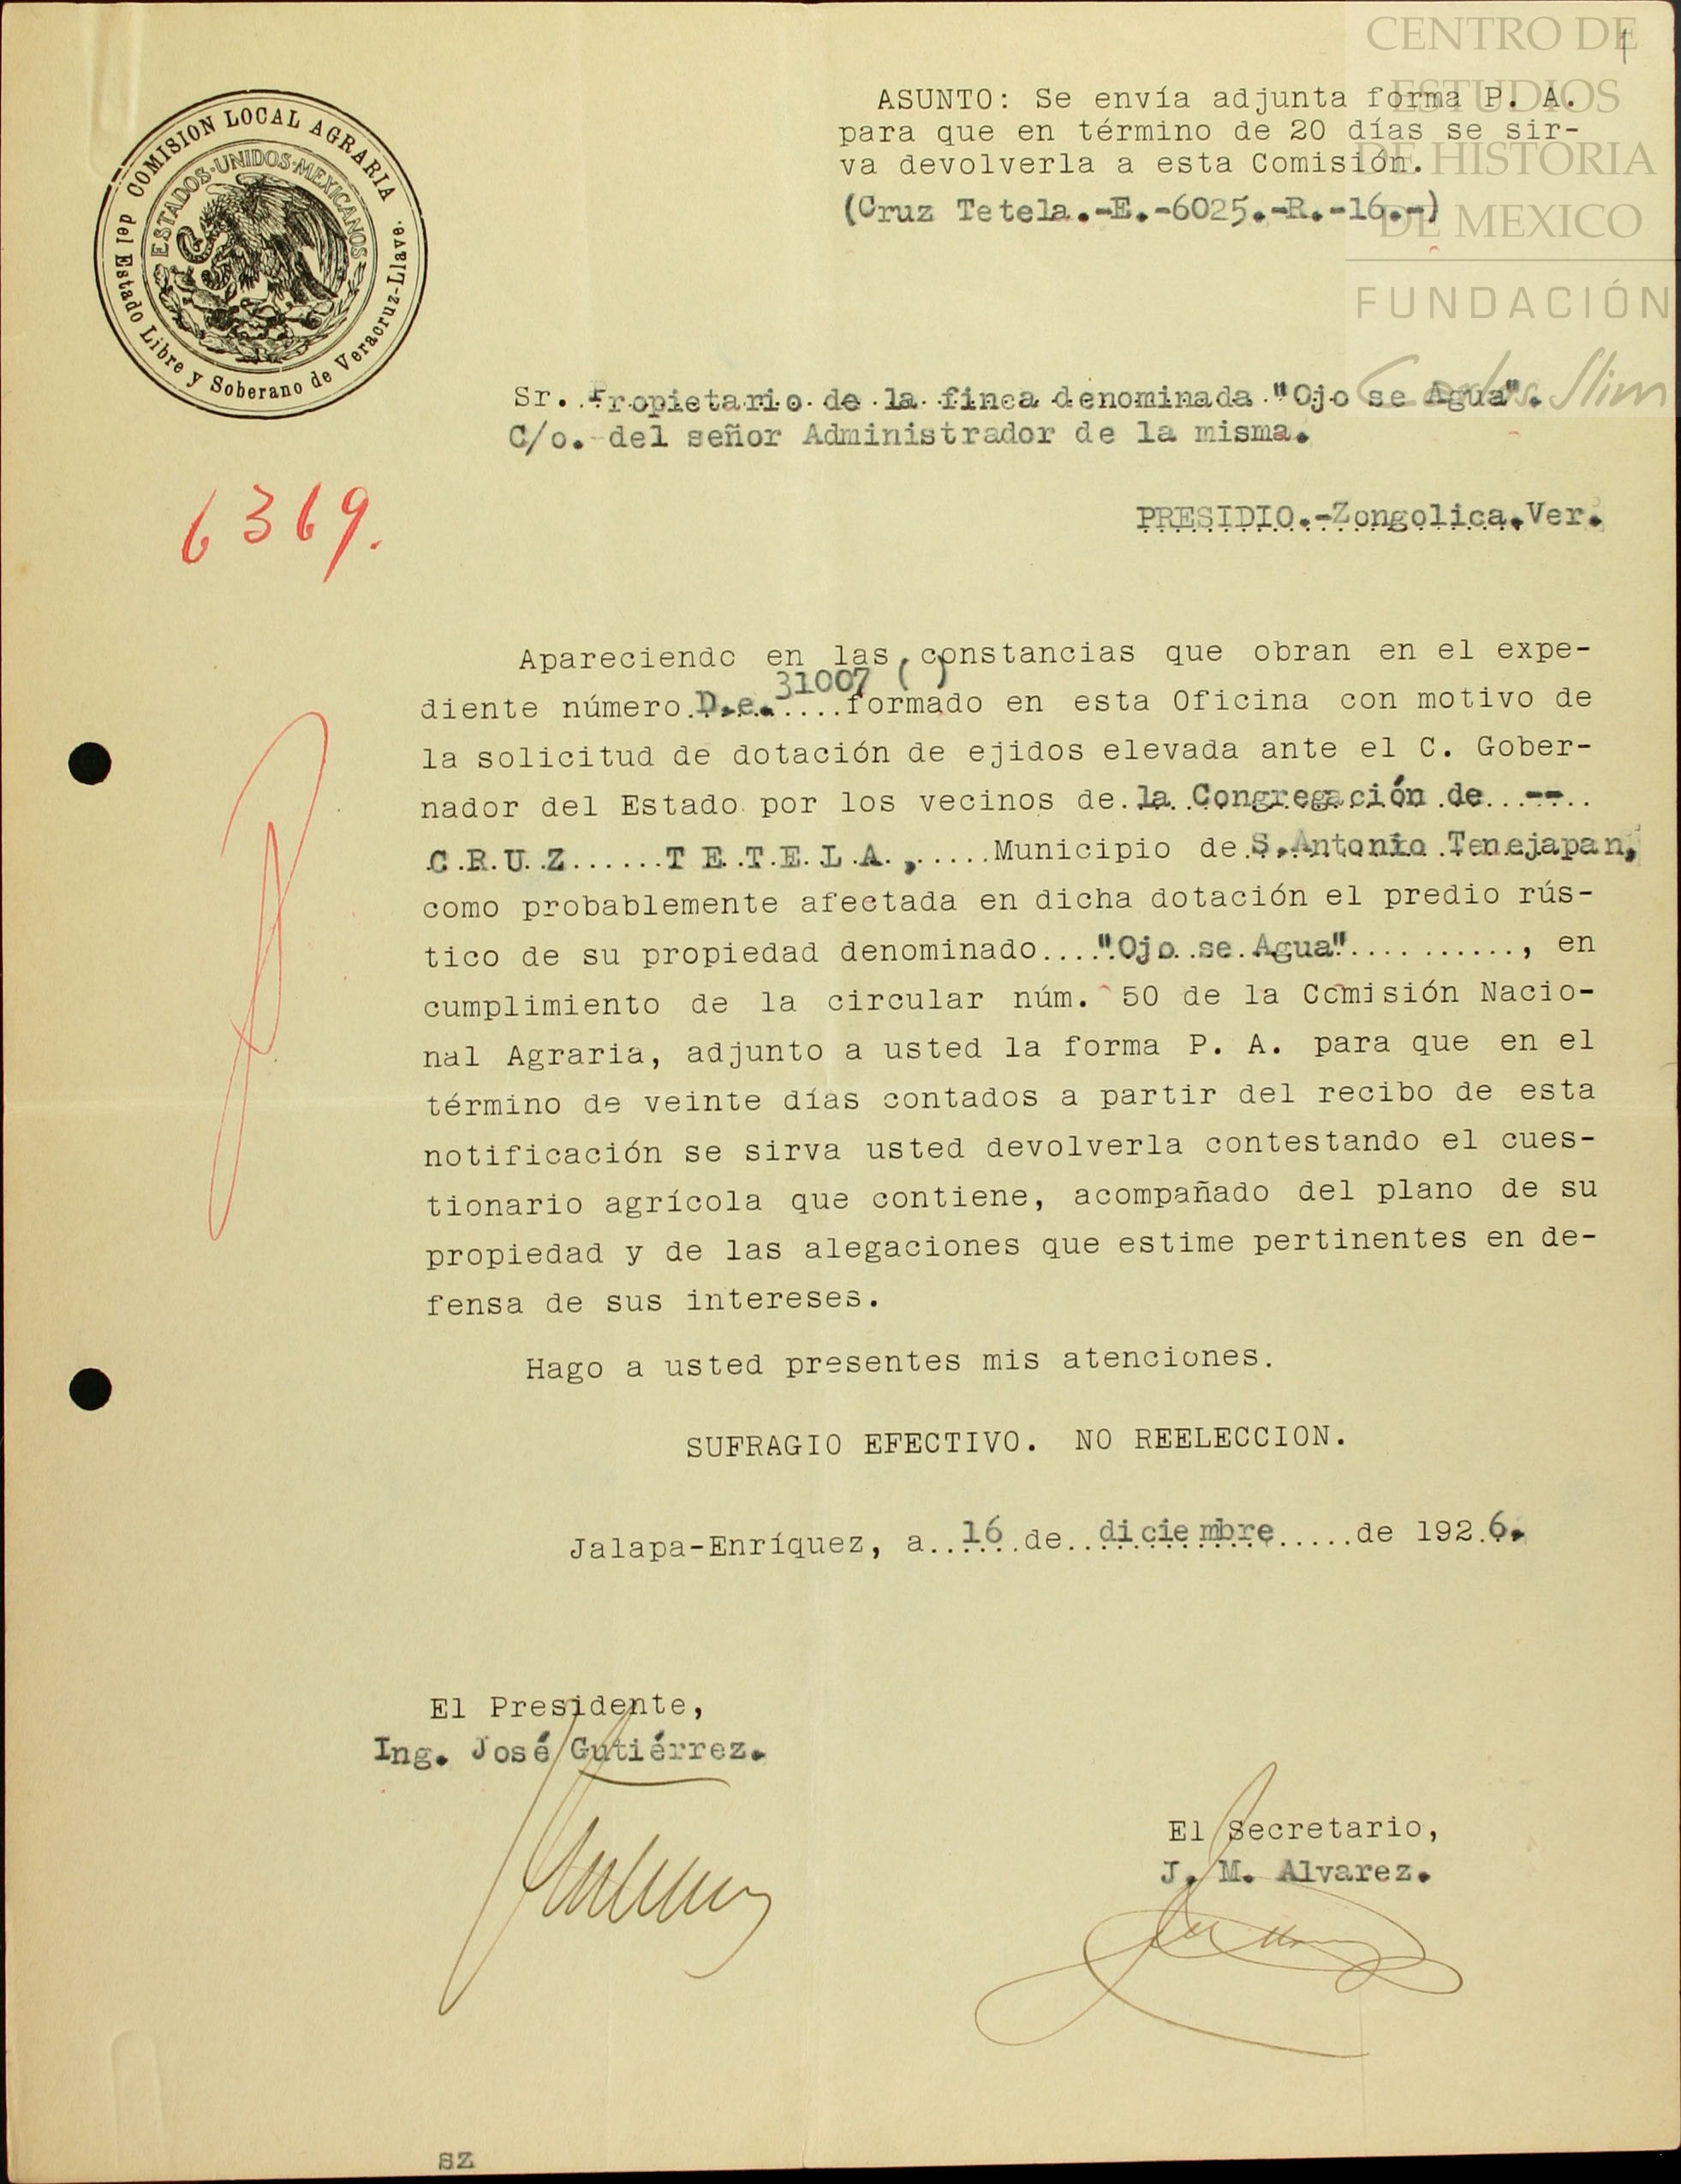 CENTRO DE
ESTUDIOS
DE HISTORIA
DE MEXICO
FUNDACIÓN
Carlos Slim
1
COMISION LOCAL AGRARIA
del Estado Libre y Soberano de Veracruz-Llave.
ESTADOS·UNIDOS·MEXICANOS
ASUNTO: Se envía adjunta forma P. A.
para que en término de 20 días se sir-
va devolverla a esta Comisión.
(Cruz Tetela.-E.-6025.-R.-16.-)
Sr. Propietario de la finca denominada "Ojo se Agua".
C/o. del señor Administrador de la misma.
6369.
PRESIDIO.-Zongolica.Ver.
Apareciendo en las constancias que obran en el expe-
31007 ( )
diente número.D.e.....formado en esta Oficina con motivo de
la solicitud de dotación de ejidos elevada ante el C. Gober-
nador del Estado por los vecinos de.la Congregación de...--..
C.R.U.Z......T E.T.E.L.A.,.....Municipio de S.Antonio Tenejapan,
como probablemente afectada en dicha dotación el predio rús-
tico de su propiedad denominado...."Ojo se Agua"..........., en
cumplimiento de la circular núm. 50 de la Comisión Nacio-
nal Agraria, adjunto a usted la forma P. A. para que en el
término de veinte días contados a partir del recibo de esta
notificación se sirva usted devolverla contestando el cues-
tionario agrícola que contiene, acompañado del plano de su
propiedad y de las alegaciones que estime pertinentes en de-
fensa de sus intereses.
Hago a usted presentes mis atenciones.
SUFRAGIO EFECTIVO. NO REELECCION.
Jalapa-Enríquez, a..16.de..diciembre.....de 192.6.
El Presidente,
Ing. José Gutiérrez.
El Secretario,
J. M. Alvarez.
SZ